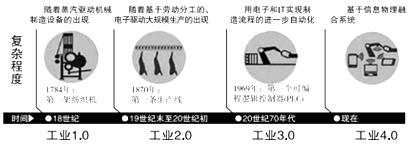 随着蒸汽驱动机械
制造设备的出现
随着基于劳动分工的、
电子驱动大规模生产的出现
用电子和IT实现制
造流程的进一步自动化
基于信息物理融
合系统
复杂程度
1784年:
第一架纺织机
1870年:
第一条生产线
1969年: 第一个可编
程逻辑控制器(PLC)
时间
18世纪
19世纪末至20世纪初
20世纪70年代
现在
工业1.0
工业2.0
工业3.0
工业4.0